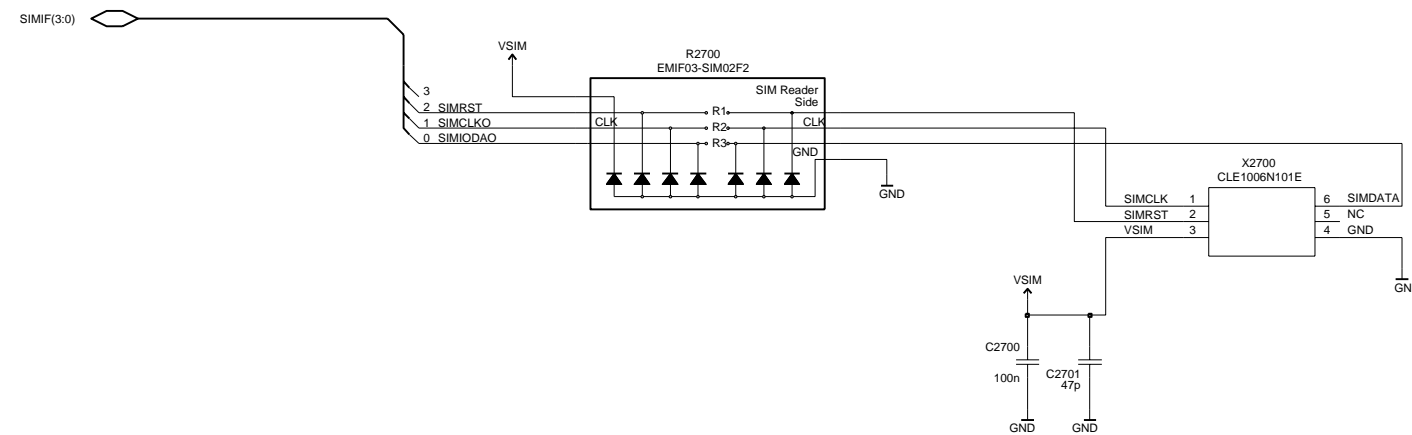 SIMIF(3:0)
VSIM
R2700
EMIF03-SIM02F2
SIM Reader
Side
3
2 SIMRST
1 SIMCLKO
0 SIMIODAO
CLK
R1
R2
R3
CLK
GND
GND
X2700
CLE1006N101E
SIMCLK 1
SIMRST 2
VSIM 3
6 SIMDATA
5 NC
4 GND
GN
VSIM
C2700
100n
C2701
47p
GND
GND